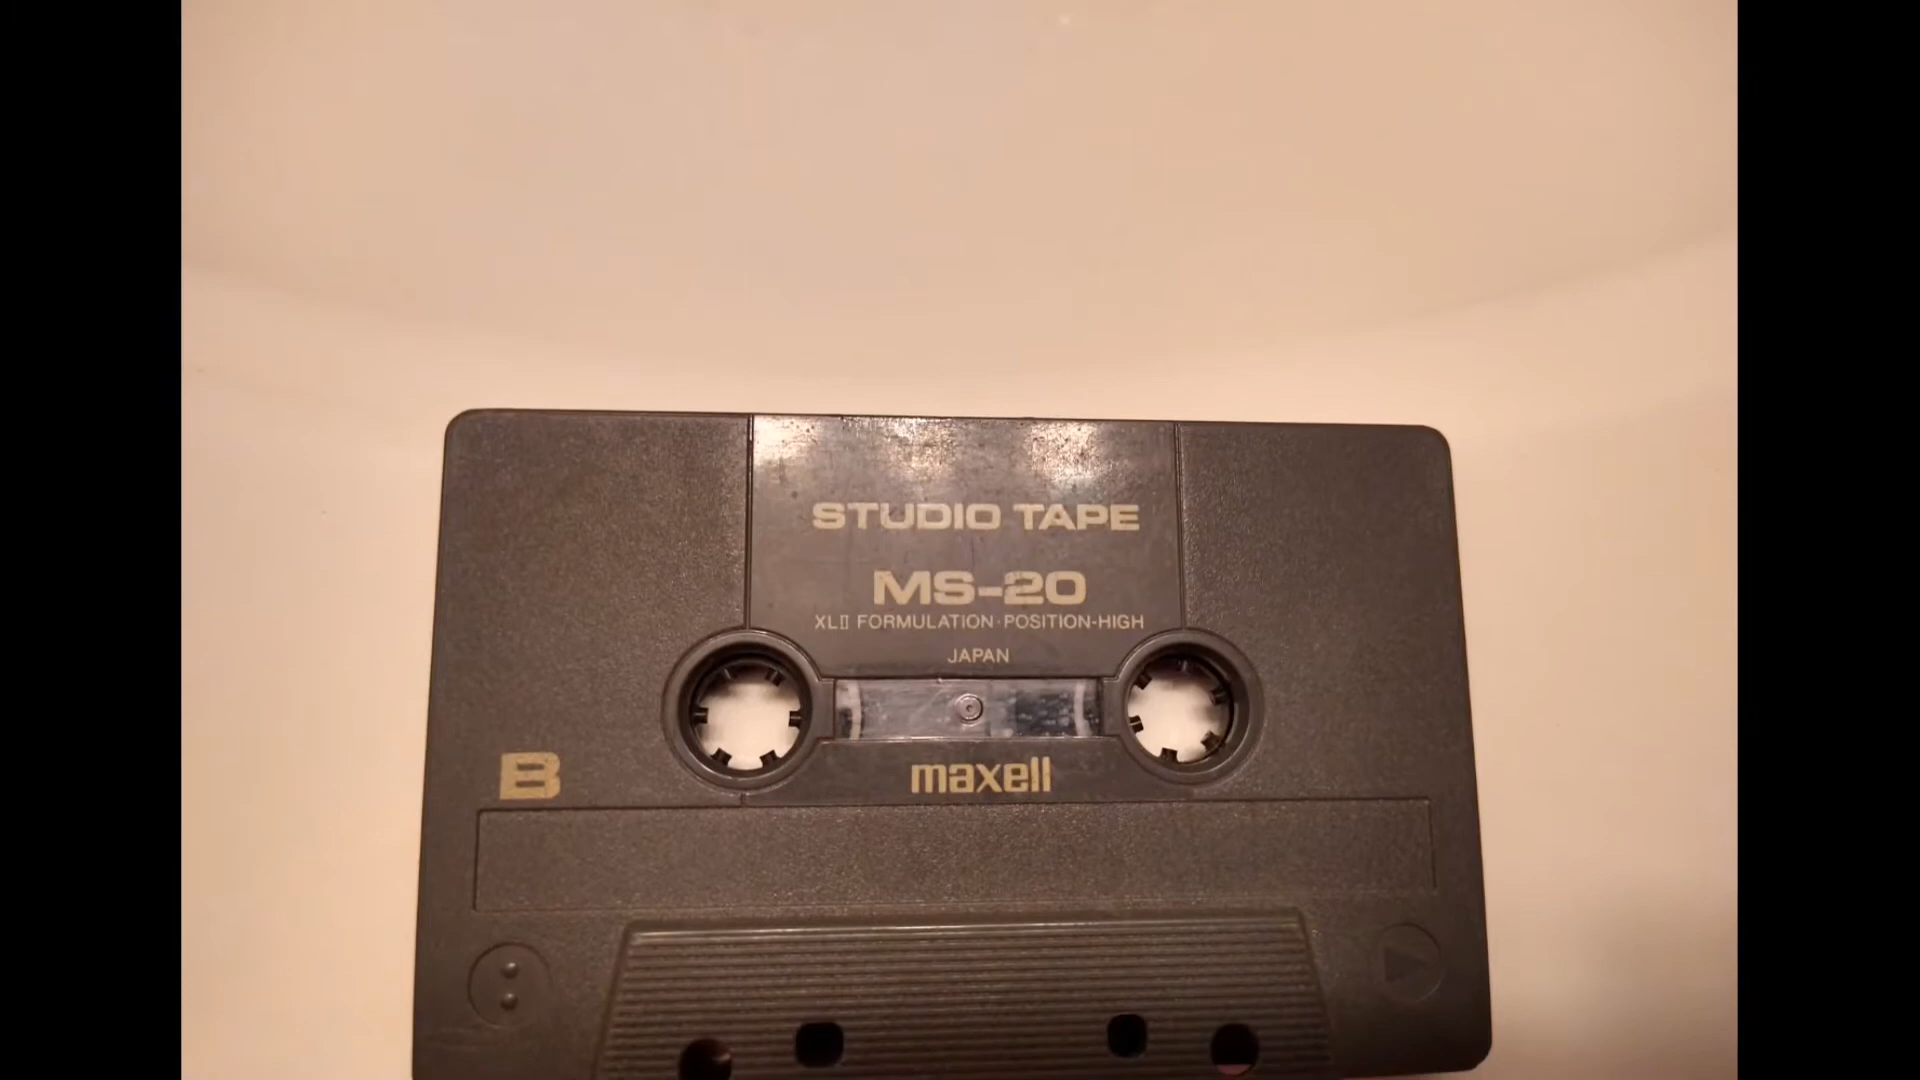 STUDIO TAPE
MS-20
XLII FORMULATION·POSITION-HIGH
JAPAN
maxell
B